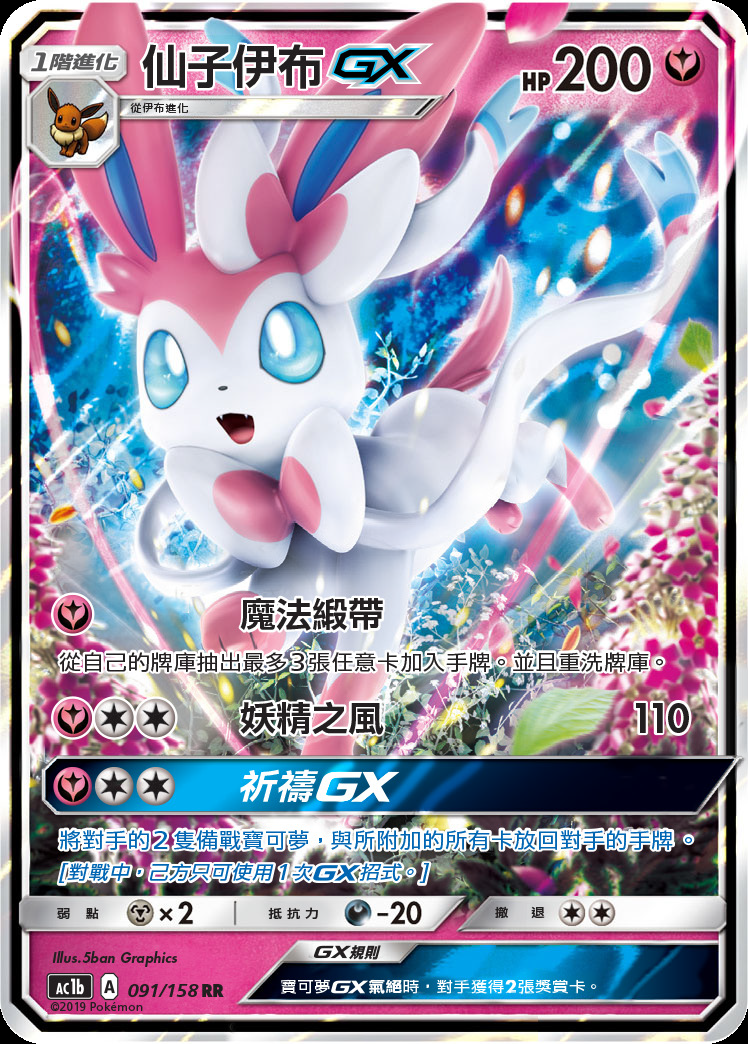 1階進化
仙子伊布GX
HP200
從伊布進化
魔法緞帶
從自己的牌庫抽出最多3張任意卡加入手牌。並且重洗牌庫。
妖精之風 110
祈禱GX
將對手的2隻備戰寶可夢,與所附加的所有卡放回對手的手牌。
[對戰中,己方只可使用1次GX招式。]
弱點 ×2 抵抗力 -20 撤退
Illus.5ban Graphics
GX規則
AC1b A 091/158 RR
寶可夢GX氣絕時,對手獲得2張獎賞卡。
©2019 Pokémon